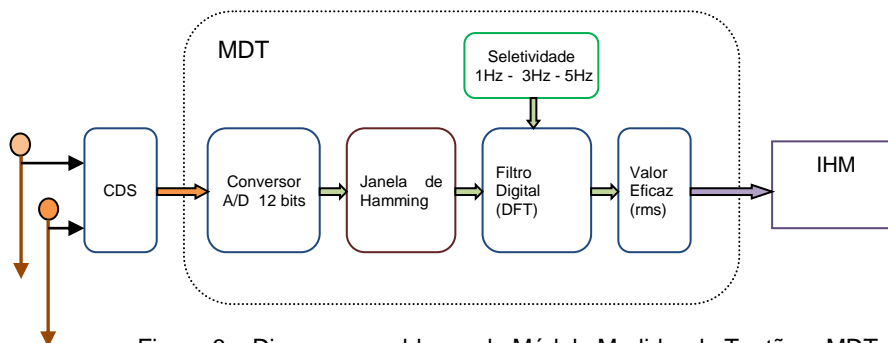 MDT
Seletividade
1Hz - 3Hz - 5Hz
CDS
Conversor
A/D 12 bits
Janela de
Hamming
Filtro
Digital
(DFT)
Valor
Eficaz
(rms)
IHM